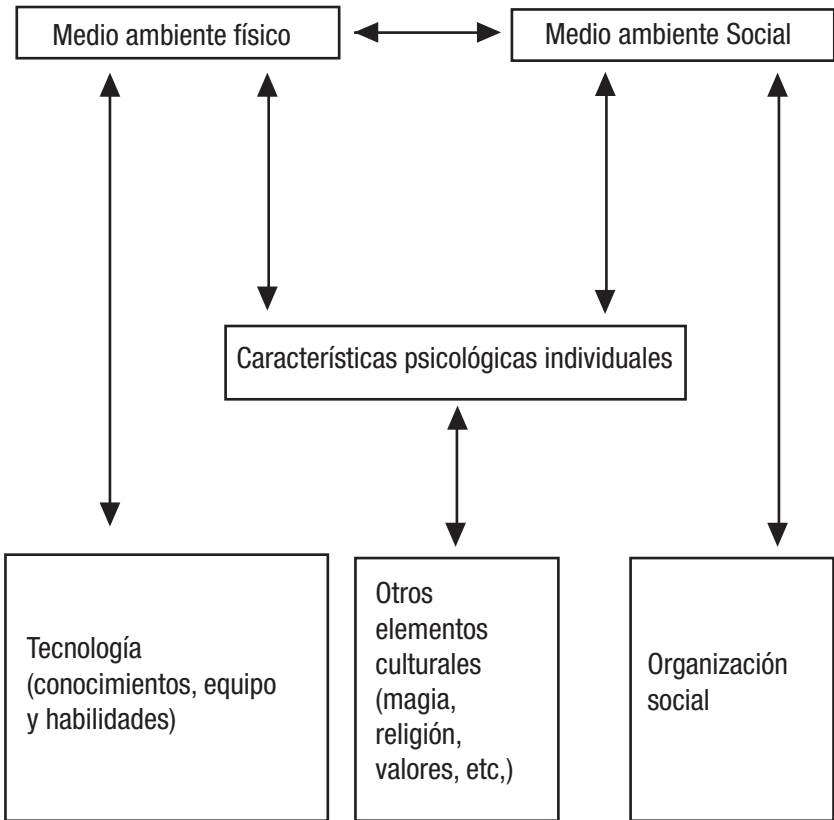 Medio ambiente físico
Medio ambiente Social
Características psicológicas individuales
Tecnología
(conocimientos, equipo
y habilidades)
Otros
elementos
culturales
(magia,
religión,
valores, etc,)
Organización
social